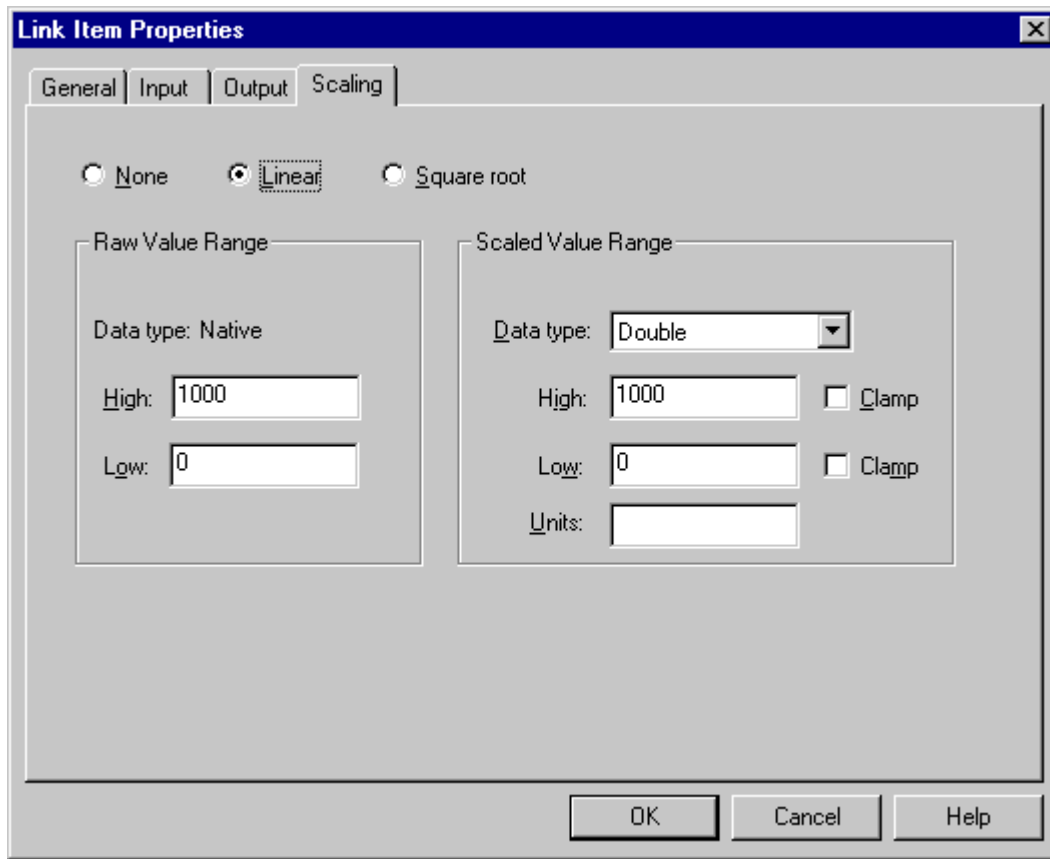 Link Item Properties
General Input Output Scaling
None Linear Square root
Raw Value Range Scaled Value Range
Data type: Native Data type: Double
High: 1000 High: 1000 Clamp
Low: 0 Low: 0 Clamp
Units:
OK Cancel Help